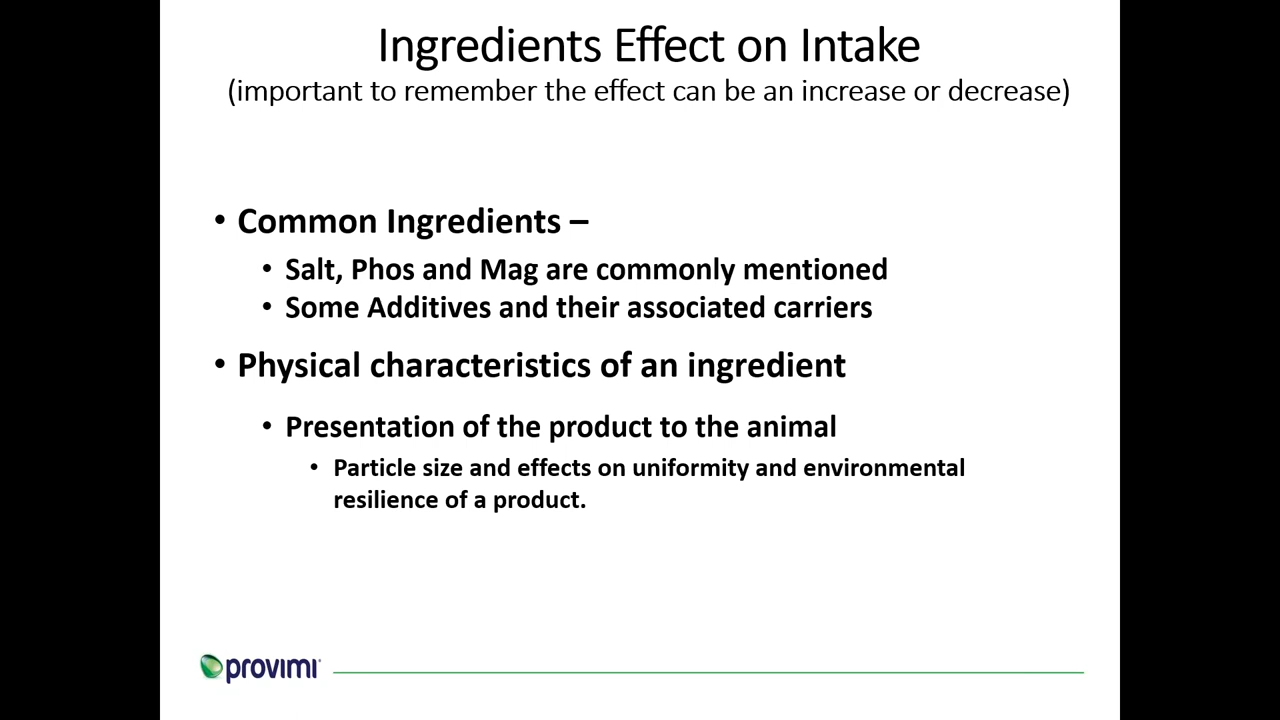 Ingredients Effect on Intake
(important to remember the effect can be an increase or decrease)
• Common Ingredients –
• Salt, Phos and Mag are commonly mentioned
• Some Additives and their associated carriers
• Physical characteristics of an ingredient
• Presentation of the product to the animal
• Particle size and effects on uniformity and environmental
resilience of a product.
provimi